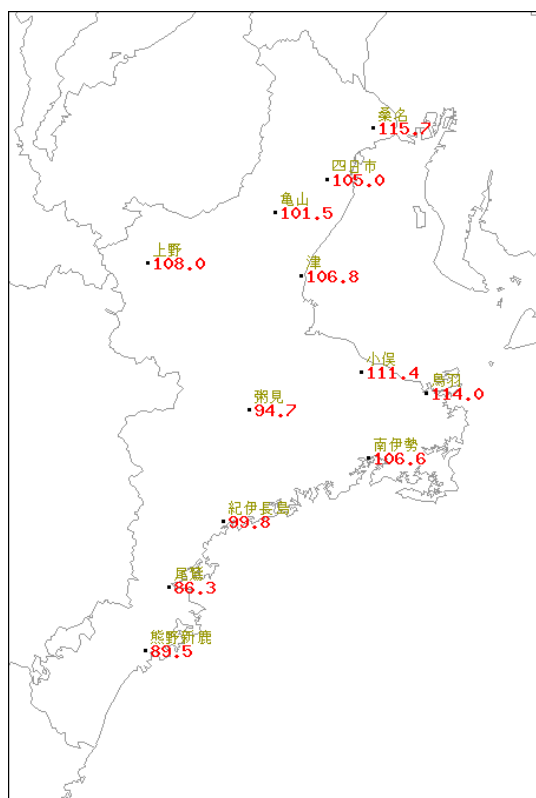 桑名
115.7
四日市
105.0
亀山
101.5
上野
108.0
津
106.8
小俣
111.4
鳥羽
114.0
粥見
94.7
南伊勢
106.6
紀伊長島
99.8
尾鷲
86.3
熊野新鹿
89.5